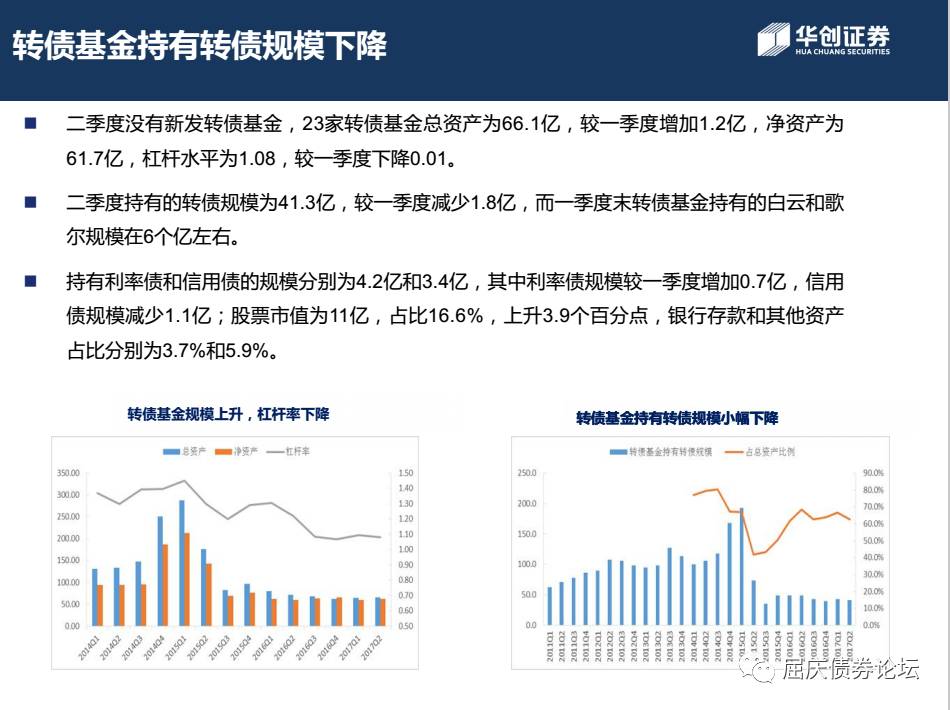 转债基金持有转债规模下降
华创证券
HUA CHUANG SECURITIES
二季度没有新发转债基金，23家转债基金总资产为66.1亿，较一季度增加1.2亿，净资产为
61.7亿，杠杆水平为1.08，较一季度下降0.01。
二季度持有的转债规模为41.3亿，较一季度减少1.8亿，而一季度末转债基金持有的白云和歌
尔规模在6个亿左右。
持有利率债和信用债的规模分别为4.2亿和3.4亿，其中利率债规模较一季度增加0.7亿，信用
债规模减少1.1亿；股票市值为11亿，占比16.6%，上升3.9个百分点，银行存款和其他资产
占比分别为3.7%和5.9%。
转债基金规模上升，杠杆率下降
总资产 净资产 杠杆率
350.00
300.00
250.00
200.00
150.00
100.00
50.00
0.00
1.50
1.40
1.30
1.20
1.10
1.00
0.90
0.80
0.70
0.60
0.50
2014Q1 2014Q2 2014Q3 2014Q4 2015Q1 2015Q2 2015Q3 2015Q4 2016Q1 2016Q2 2016Q3 2016Q4 2017Q1 2017Q2
转债基金持有转债规模小幅下降
转债基金持有转债规模 占总资产比例
250.0
200.0
150.0
100.0
50.0
0.0
90.0%
80.0%
70.0%
60.0%
50.0%
40.0%
30.0%
20.0%
10.0%
0.0%
2011Q1 2011Q2 2011Q3 2011Q4 2012Q1 2012Q2 2012Q3 2012Q4 2013Q1 2013Q2 2013Q3 2013Q4 2014Q1 2014Q2 2014Q3 2014Q4 2015Q1 2015Q3 2015Q4 2016Q1 2016Q2 2016Q3 2016Q4 2017Q1 2017Q2
屈庆债券论坛